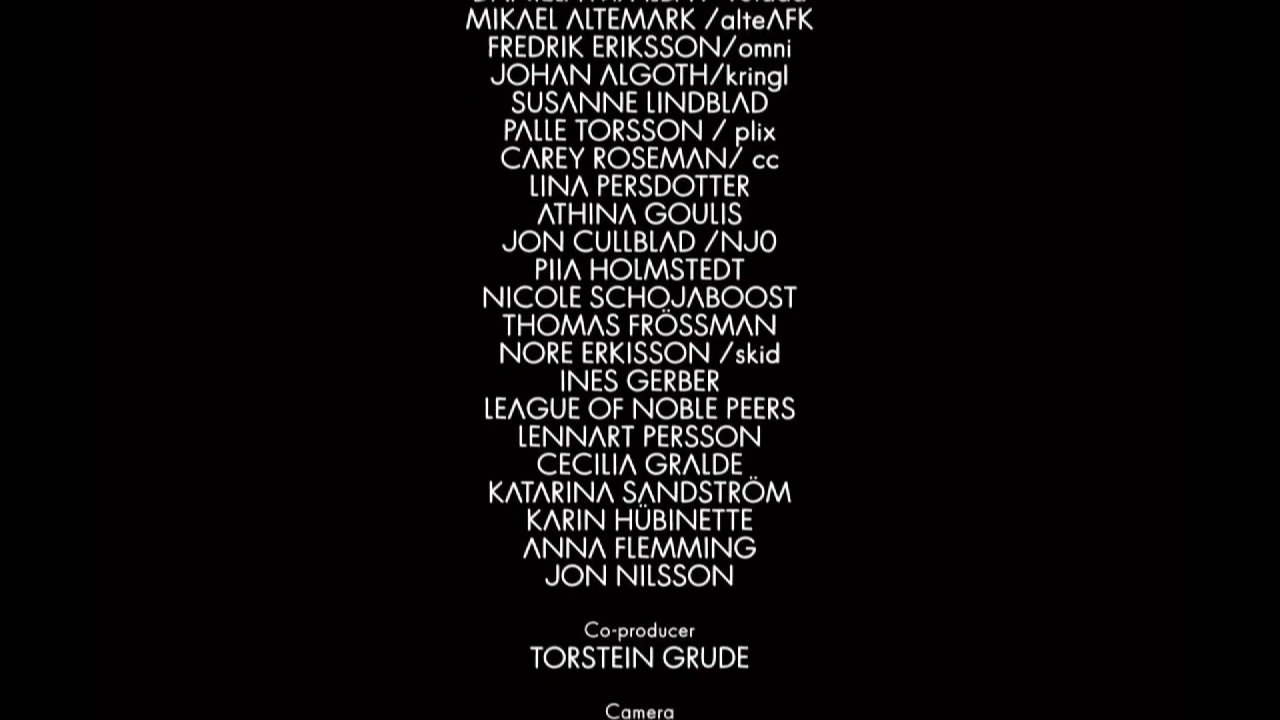 MIKAEL ALTEMARK /alteAFK
FREDRIK ERIKSSON/omni
JOHAN ALGOTH/kringl
SUSANNE LINDBLAD
PALLE TORSSON / plix
CAREY ROSEMAN/ cc
LINA PERSDOTTER
ATHINA GOULIS
JON CULLBLAD /NJ0
PIIA HOLMSTEDT
NICOLE SCHOJABOOST
THOMAS FRÖSSMAN
NORE ERKISSON /skid
INES GERBER
LEAGUE OF NOBLE PEERS
LENNART PERSSON
CECILIA GRALDE
KATARINA SANDSTRÖM
KARIN HÜBINETTE
ANNA FLEMMING
JON NILSSON
Co-producer
TORSTEIN GRUDE
Camera